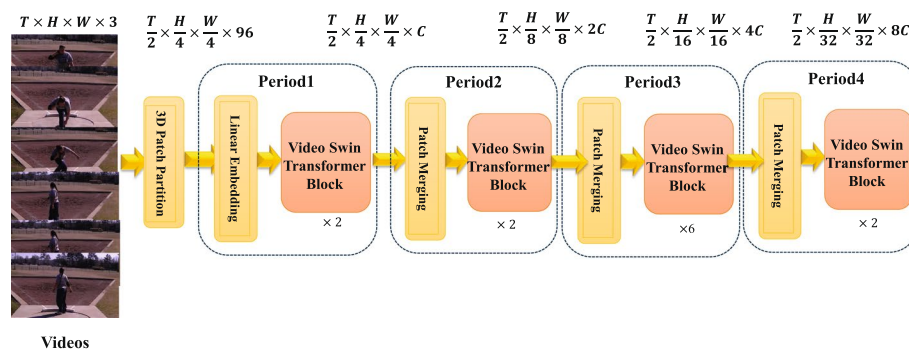 T × H × W × 3
T/2 × H/4 × W/4 × 96
T/2 × H/4 × W/4 × C
T/2 × H/8 × W/8 × 2C
T/2 × H/16 × W/16 × 4C
T/2 × H/32 × W/32 × 8C
Period1
Period2
Period3
Period4
3D Patch Partition
Linear Embedding
Video Swin
Transformer
Block
× 2
Patch Merging
Video Swin
Transformer
Block
× 2
Patch Merging
Video Swin
Transformer
Block
×6
Patch Merging
Video Swin
Transformer
Block
× 2
Videos